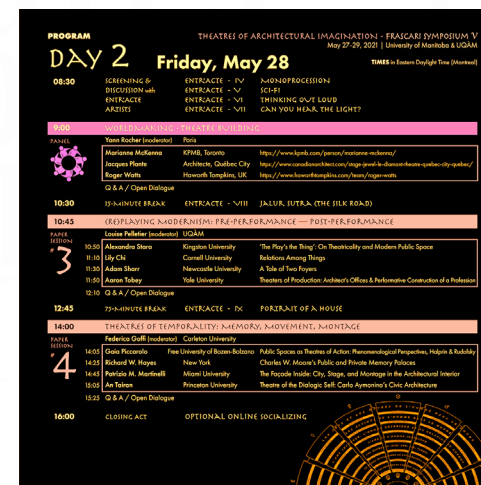 PROGRAM
THEATRES OF ARCHITECTURAL IMAGINATION - FRASCARI SYMPOSIUM V
May 27-29, 2021 | University of Manitoba & UQÀM
DAY 2 Friday, May 28
TIMES in Eastern Daylight Time (Montreal)
08:30 SCREENING & ENTRACTE - IV MONOPROCESSION
DISCUSSION with ENTRACTE - V SCI-FI
ENTRACTE ENTRACTE - VI THINKING OUT LOUD
ARTISTS ENTRACTE - VII CAN YOU HEAR THE LIGHT?
9:00 WORLDMAKING - THEATRE BUILDING
PANEL Yann Rocher (moderator) Paris
Marianne McKenna KPMB, Toronto https://www.kpmb.com/person/marianne-mckenna/
Jacques Plante Architecte, Québec City https://www.canadianarchitect.com/stage-jewel-le-diamant-theatre-quebec-city-quebec/
Roger Watts Haworth Tompkins, UK https://www.haworthtompkins.com/team/roger-watts
Q & A / Open Dialogue
10:30 15-MINUTE BREAK ENTRACTE - VIII JALUR SUTRA (THE SILK ROAD)
10:45 (RE)PLAYING MODERNISM: PRE-PERFORMANCE — POST-PERFORMANCE
PAPER SESSION Louise Pelletier (moderator) UQÀM
#3
10:50 Alexandra Stara Kingston University 'The Play's the Thing': On Theatricality and Modern Public Space
11:10 Lily Chi Cornell University Relations Among Things
11:30 Adam Sharr Newcastle University A Tale of Two Foyers
11:50 Aaron Tobey Yale University Theaters of Production: Architect's Offices & Performative Construction of a Profession
12:10 Q & A / Open Dialogue
12:45 75-MINUTE BREAK ENTRACTE - IX PORTRAIT OF A HOUSE
14:00 THEATRES OF TEMPORALITY: MEMORY, MOVEMENT, MONTAGE
PAPER SESSION Federica Goffi (moderator) Carleton University
#4
14:05 Gaia Piccarolo Free University of Bozen-Bolzano Public Spaces as Theatres of Action: Phenomenological Perspectives, Halprin & Rudofsky
14:25 Richard W. Hayes New York Charles W. Moore's Public and Private Memory Palaces
14:45 Patrizio M. Martinelli Miami University The Façade Inside: City, Stage, and Montage in the Architectural Interior
15:05 An Tairan Princeton University Theatre of the Dialogic Self: Carlo Aymonino's Civic Architecture
15:25 Q & A / Open Dialogue
16:00 CLOSING ACT OPTIONAL ONLINE SOCIALIZING